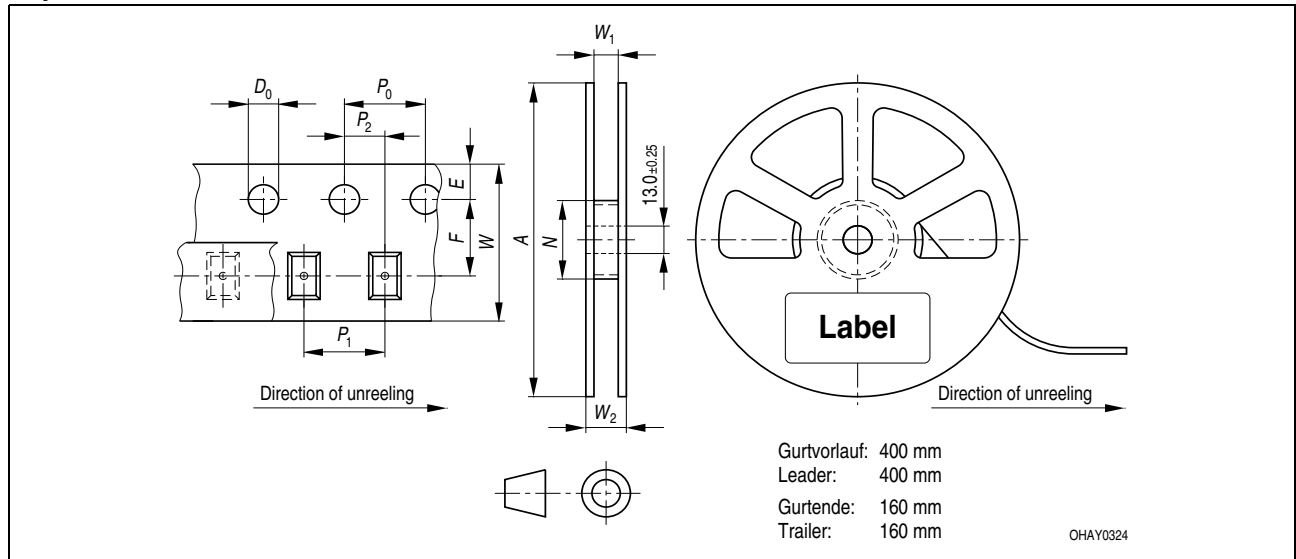 W1
D0
P0
P2
E
F
W
A
N
13.0±0.25
Label
P1
Direction of unreeling
W2
Direction of unreeling
Gurtvorlauf: 400 mm
Leader: 400 mm
Gurtende: 160 mm
Trailer: 160 mm
OHAY0324